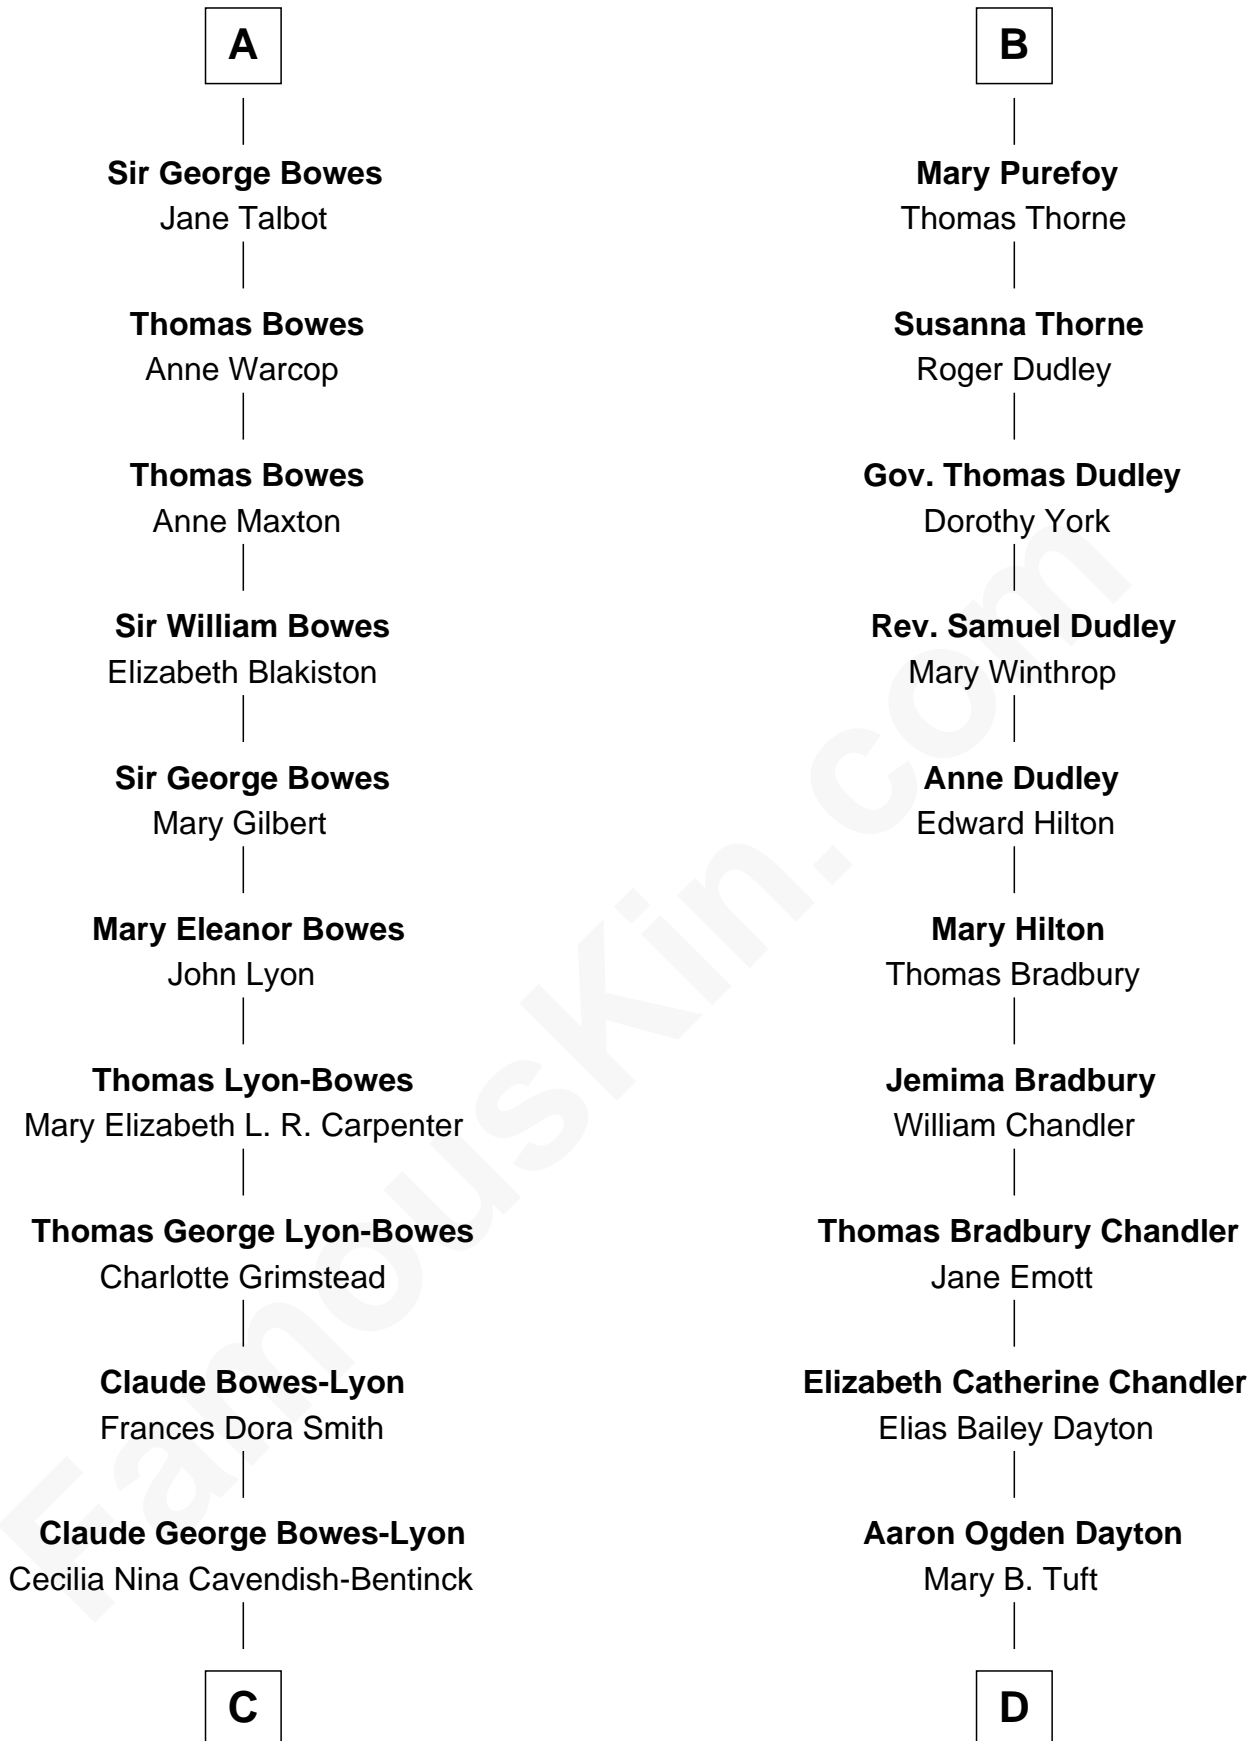 A
Sir George Bowes
Jane Talbot
Thomas Bowes
Anne Warcop
Thomas Bowes
Anne Maxton
Sir William Bowes
Elizabeth Blakiston
Sir George Bowes
Mary Gilbert
Mary Eleanor Bowes
John Lyon
Thomas Lyon-Bowes
Mary Elizabeth L. R. Carpenter
Thomas George Lyon-Bowes
Charlotte Grimstead
Claude Bowes-Lyon
Frances Dora Smith
Claude George Bowes-Lyon
Cecilia Nina Cavendish-Bentinck
C
B
Mary Purefoy
Thomas Thorne
Susanna Thorne
Roger Dudley
Gov. Thomas Dudley
Dorothy York
Rev. Samuel Dudley
Mary Winthrop
Anne Dudley
Edward Hilton
Mary Hilton
Thomas Bradbury
Jemima Bradbury
William Chandler
Thomas Bradbury Chandler
Jane Emott
Elizabeth Catherine Chandler
Elias Bailey Dayton
Aaron Ogden Dayton
Mary B. Tuft
D
FamousKin.com